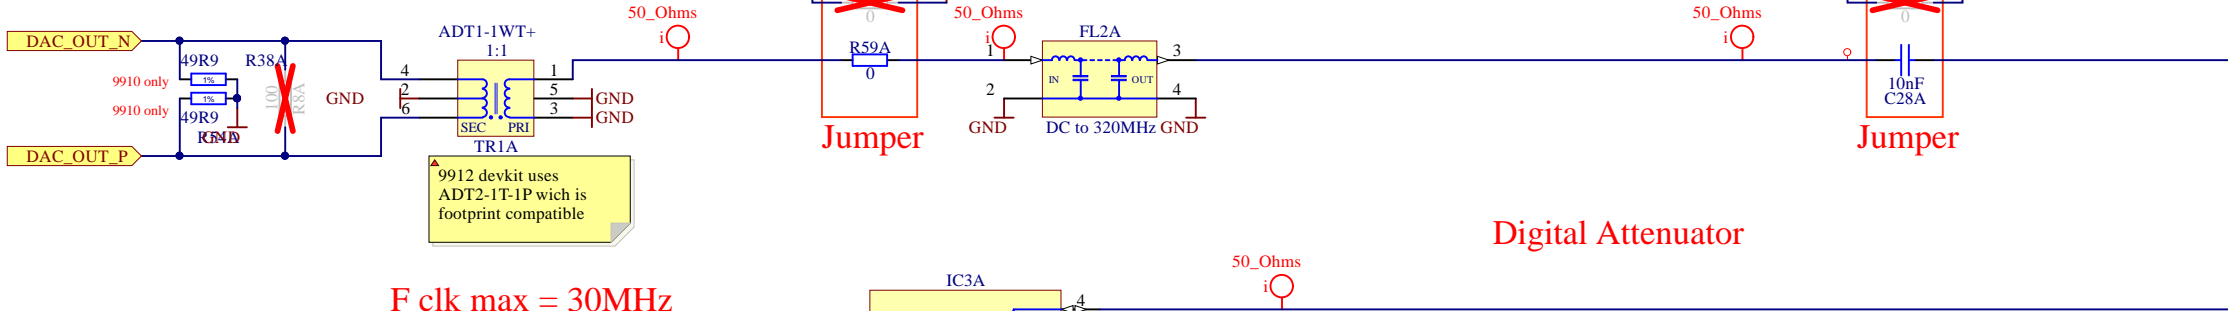 50_Ohms
i
0
50_Ohms
i
50_Ohms
i
0
DAC_OUT_N
49R9
R38A
9910 only
1%
9910 only
1%
49R9
R54A
GND
100
R8A
DAC_OUT_P
GND
ADT1-1WT+
1:1
4
2
6
1
5
3
SEC
PRI
TR1A
GND
GND
9912 devkit uses
ADT2-1T-1P wich is
footprint compatible
R59A
0
Jumper
FL2A
1
2
3
4
IN
OUT
GND
DC to 320MHz
GND
10nF
C28A
Jumper
Digital Attenuator
F clk max = 30MHz
IC3A
4
50_Ohms
i